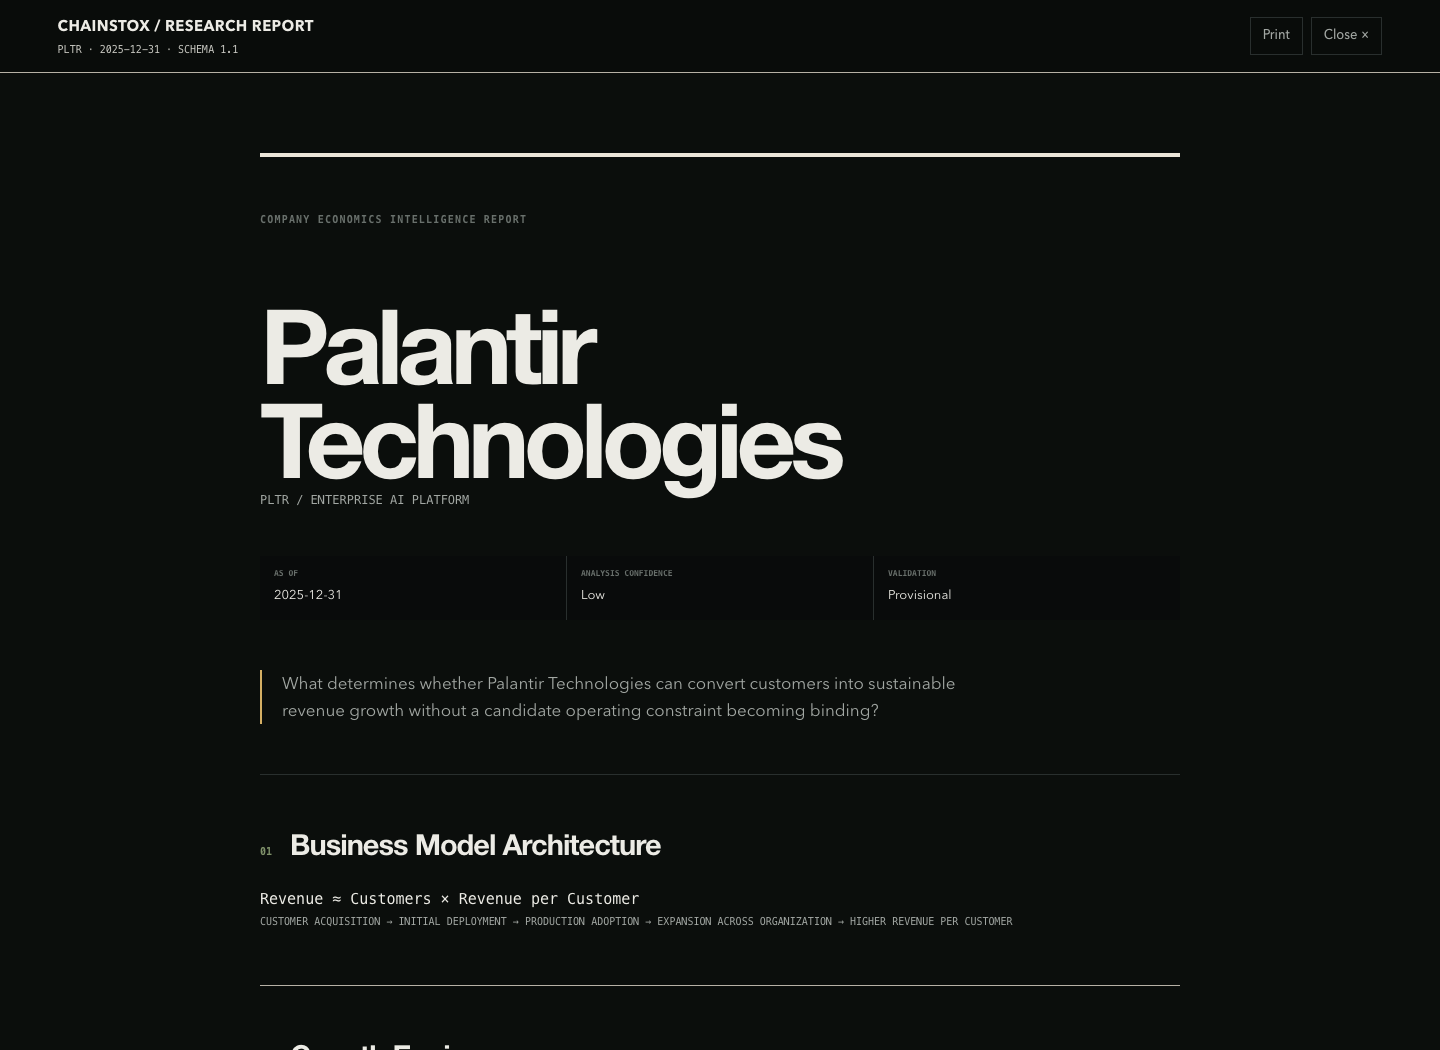 CHAINSTOX / RESEARCH REPORT
PLTR · 2025-12-31 · SCHEMA 1.1
Print
Close ×
COMPANY ECONOMICS INTELLIGENCE REPORT
Palantir
Technologies
PLTR / ENTERPRISE AI PLATFORM
AS OF
2025-12-31
ANALYSIS CONFIDENCE
Low
VALIDATION
Provisional
What determines whether Palantir Technologies can convert customers into sustainable
revenue growth without a candidate operating constraint becoming binding?
01 Business Model Architecture
Revenue ≈ Customers × Revenue per Customer
CUSTOMER ACQUISITION → INITIAL DEPLOYMENT → PRODUCTION ADOPTION → EXPANSION ACROSS ORGANIZATION → HIGHER REVENUE PER CUSTOMER